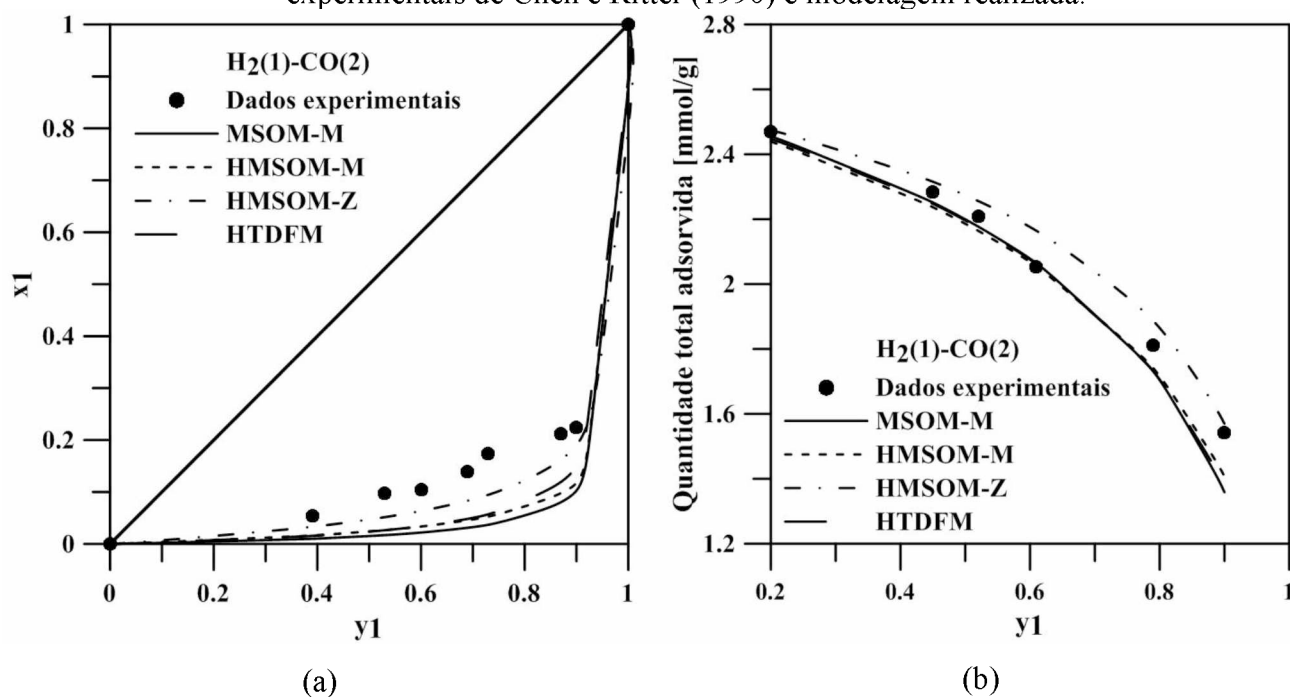 experimentais de Chen e Ritter (1990) e modelagem realizada.
1
0.8
0.6
0.4
0.2
0
x1
H2(1)-CO(2)
Dados experimentais
MSOM-M
HMSOM-M
HMSOM-Z
HTDFM
0
0.2
0.4
0.6
0.8
1
y1
(a)
2.8
2.4
2
1.6
1.2
Quantidade total adsorvida [mmol/g]
H2(1)-CO(2)
Dados experimentais
MSOM-M
HMSOM-M
HMSOM-Z
HTDFM
0.2
0.4
0.6
0.8
1
y1
(b)